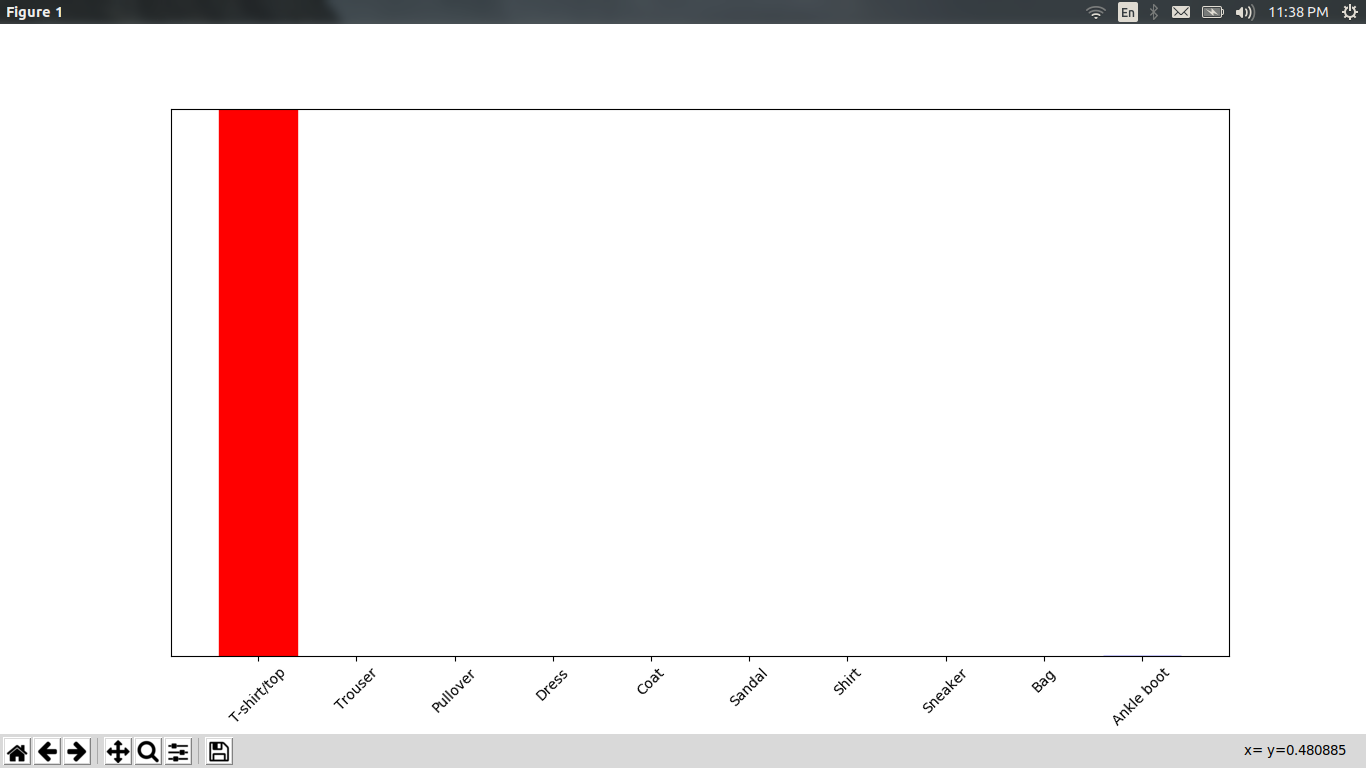 Figure 1
En
11:38 PM
T-shirt/top
Trouser
Pullover
Dress
Coat
Sandal
Shirt
Sneaker
Bag
Ankle boot
x= y=0.480885